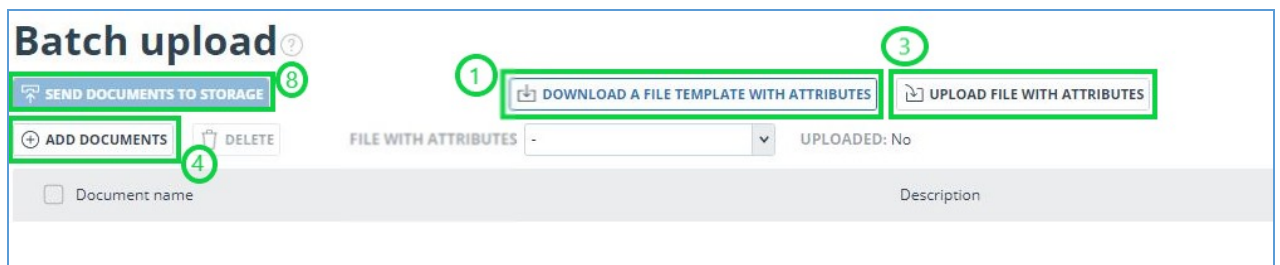 Batch upload ?
3
8
1
SEND DOCUMENTS TO STORAGE
DOWNLOAD A FILE TEMPLATE WITH ATTRIBUTES
UPLOAD FILE WITH ATTRIBUTES
ADD DOCUMENTS
DELETE
FILE WITH ATTRIBUTES -
UPLOADED: No
4
Document name
Description